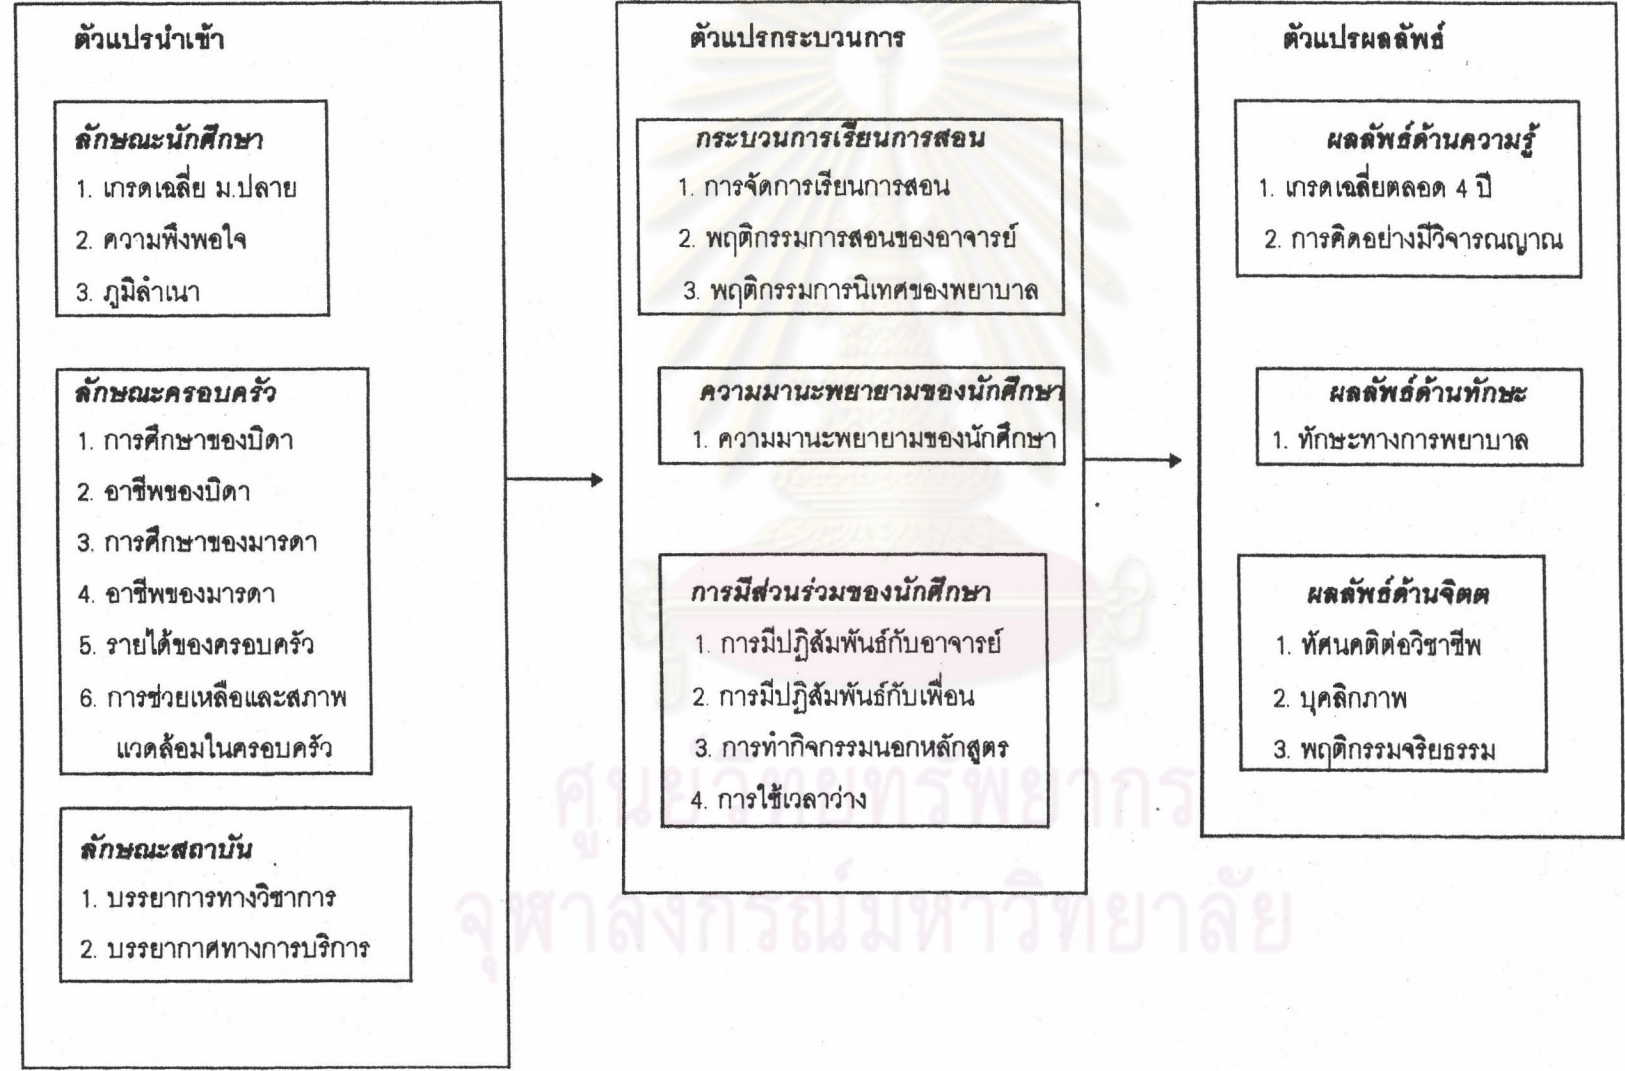 ตัวแปรนำเข้า
ลักษณะนักศึกษา
1. เกรดเฉลี่ย ม.ปลาย
2. ความพึงพอใจ
3. ภูมิลำเนา
ลักษณะครอบครัว
1. การศึกษาของบิดา
2. อาชีพของบิดา
3. การศึกษาของมารดา
4. อาชีพของมารดา
5. รายได้ของครอบครัว
6. การช่วยเหลือและสภาพ
แวดล้อมในครอบครัว
ลักษณะสถาบัน
1. บรรยาการทางวิชาการ
2. บรรยากาศทางการบริการ
ตัวแปรกระบวนการ
กระบวนการเรียนการสอน
1. การจัดการเรียนการสอน
2. พฤติกรรมการสอนของอาจารย์
3. พฤติกรรมการนิเทศของพยาบาล
ความมานะพยายามของนักศึกษา
1. ความมานะพยายามของนักศึกษา
การมีส่วนร่วมของนักศึกษา
1. การมีปฏิสัมพันธ์กับอาจารย์
2. การมีปฏิสัมพันธ์กับเพื่อน
3. การทำกิจกรรมนอกหลักสูตร
4. การใช้เวลาว่าง
ตัวแปรผลลัพธ์
ผลลัพธ์ด้านความรู้
1. เกรดเฉลี่ยตลอด 4 ปี
2. การคิดอย่างมีวิจารณญาณ
ผลลัพธ์ด้านทักษะ
1. ทักษะทางการพยาบาล
ผลลัพธ์ด้านจิตต
1. ทัศนคติต่อวิชาชีพ
2. บุคลิกภาพ
3. พฤติกรรมจริยธรรม
ศูนย์วิทยทรัพยากร
จุฬาลงกรณ์มหาวิทยาลัย